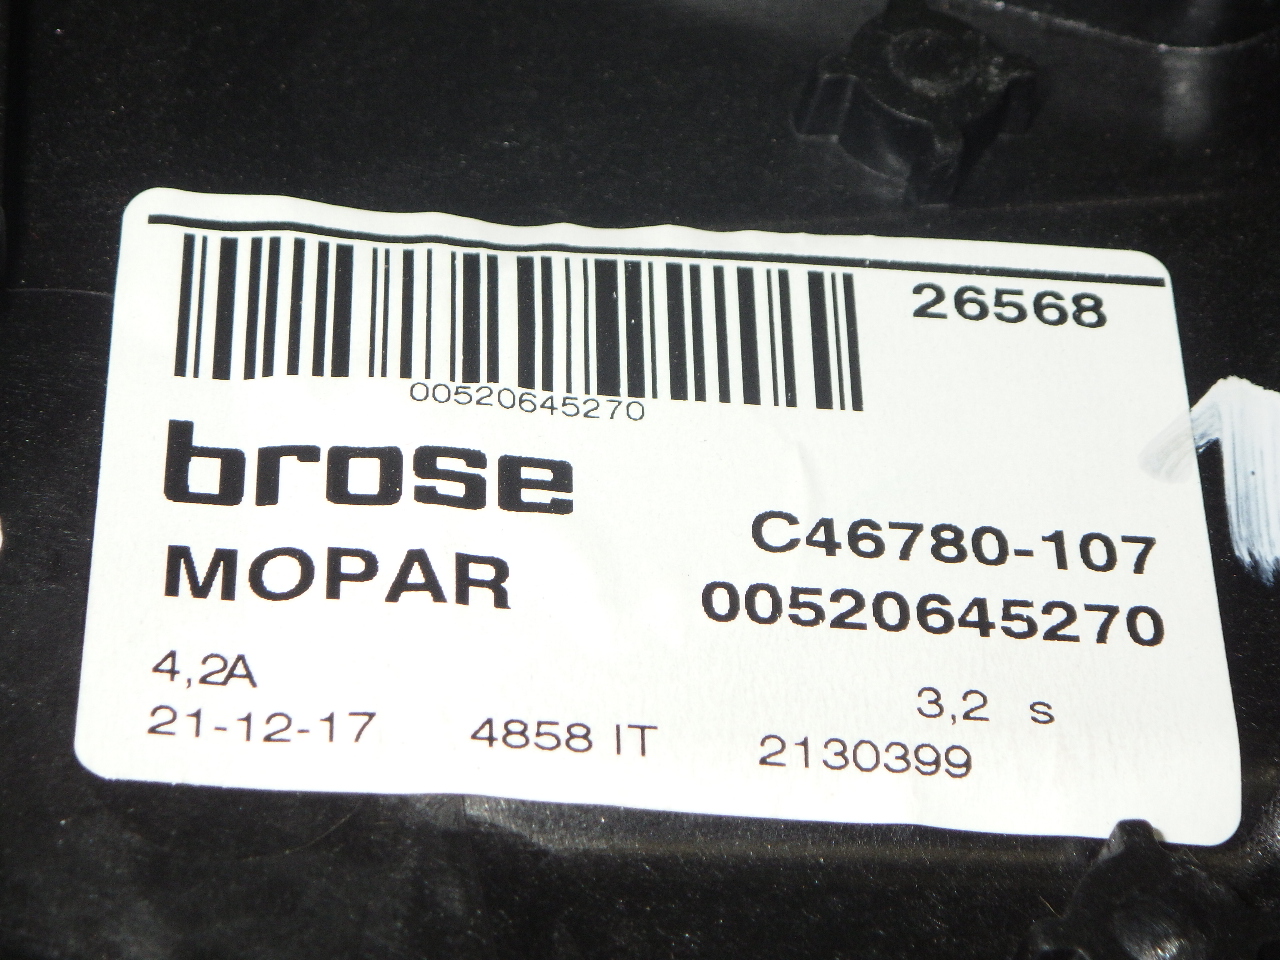 26568
00520645270
brose
MOPAR
C46780-107
00520645270
4,2A
3,2 s
21-12-17 4858 IT 2130399